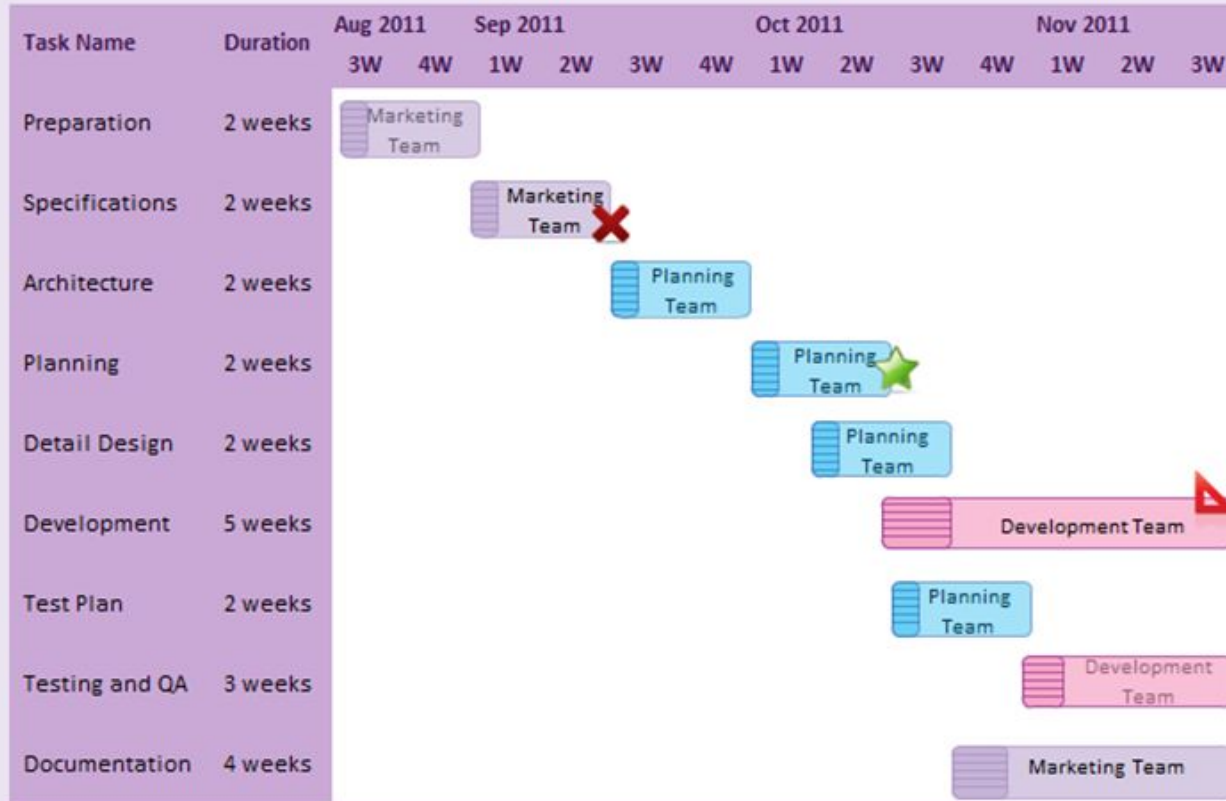 Task Name Duration Aug 2011 Sep 2011 Oct 2011 Nov 2011
3W 4W 1W 2W 3W 4W 1W 2W 3W 4W 1W 2W 3W
Preparation 2 weeks Marketing
Team
Specifications 2 weeks Marketing
Team
Architecture 2 weeks Planning
Team
Planning 2 weeks Planning
Team
Detail Design 2 weeks Planning
Team
Development 5 weeks Development Team
Test Plan 2 weeks Planning
Team
Testing and QA 3 weeks Development
Team
Documentation 4 weeks Marketing Team